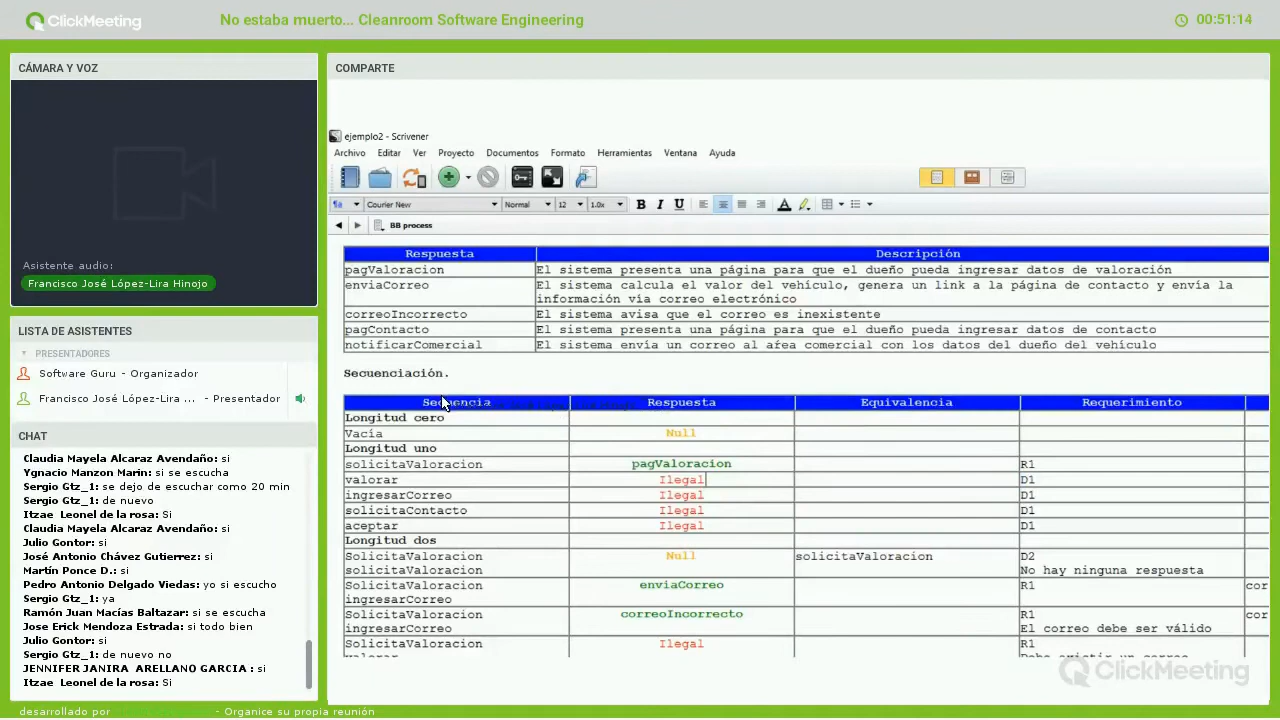 ClickMeeting
No estaba muerto... Cleanroom Software Engineering
00:51:14
CÁMARA Y VOZ
Asistente audio:
Francisco José López-Lira Hinojo
LISTA DE ASISTENTES
PRESENTADORES
Software Guru - Organizador
Francisco José López-Lira ... - Presentador
CHAT
Claudia Mayela Alcaraz Avendaño: si
Ygnacio Manzon Marin: si se escucha
Sergio Gtz_1: se dejo de escuchar como 20 min
Sergio Gtz_1: de nuevo
Itzae Leonel de la rosa: Si
Claudia Mayela Alcaraz Avendaño: si
Julio Gontor: si
José Antonio Chávez Gutierrez: si
Martín Ponce D.: si
Pedro Antonio Delgado Viedas: yo si escucho
Sergio Gtz_1: ya
Ramón Juan Macías Baltazar: si se escucha
Jose Erick Mendoza Estrada: si todo bien
Julio Gontor: si
Sergio Gtz_1: de nuevo no
JENNIFER JANIRA ARELLANO GARCIA : si
Itzae Leonel de la rosa: Si
desarrollado por - Organice su propia reunión
COMPARTE
ejemplo2 - Scrivener
Archivo Editar Ver Proyecto Documentos Formato Herramientas Ventana Ayuda
Courier New Normal 12 1.0x B I U A
BB process
Respuesta Descripción
pagValoracion El sistema presenta una página para que el dueño pueda ingresar datos de valoración
enviaCorreo El sistema calcula el valor del vehículo, genera un link a la página de contacto y envía la
información vía correo electrónico
correoIncorrecto El sistema avisa que el correo es inexistente
pagContacto El sistema presenta una página para que el dueño pueda ingresar datos de contacto
notificarComercial El sistema envía un correo al área comercial con los datos del dueño del vehículo
Secuenciación.
Secuencia Respuesta Equivalencia Requerimiento
Longitud cero
Vacía Null
Longitud uno
solicitaValoracion pagValoracion R1
valorar Ilegal D1
ingresarCorreo Ilegal D1
solicitaContacto Ilegal D1
aceptar Ilegal D1
Longitud dos
SolicitaValoracion Null solicitaValoracion D2
solicitaValoracion No hay ninguna respuesta
SolicitaValoracion enviaCorreo R1 cor
ingresarCorreo
SolicitaValoracion correoIncorrecto R1 cor
ingresarCorreo El correo debe ser válido
SolicitaValoracion Ilegal R1
ClickMeeting